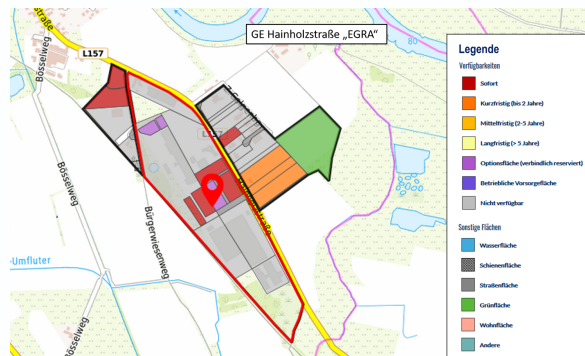 GE Hainholzstraße „EGRA“
L157
Bösselweg
80
Bösselweg
Bürgerwiesenweg
-Umfluter
Bösselweg
Legende
Verfügbarkeiten
Sofort
Kurzfristig (bis 2 Jahre)
Mittelfristig (2-5 Jahre)
Langfristig (> 5 Jahre)
Optionsfläche (verbindlich reserviert)
Betriebliche Vorsorgefläche
Nicht verfügbar
Sonstige Flächen
Wasserfläche
Schienenfläche
Straßenfläche
Grünfläche
Wohnfläche
Andere